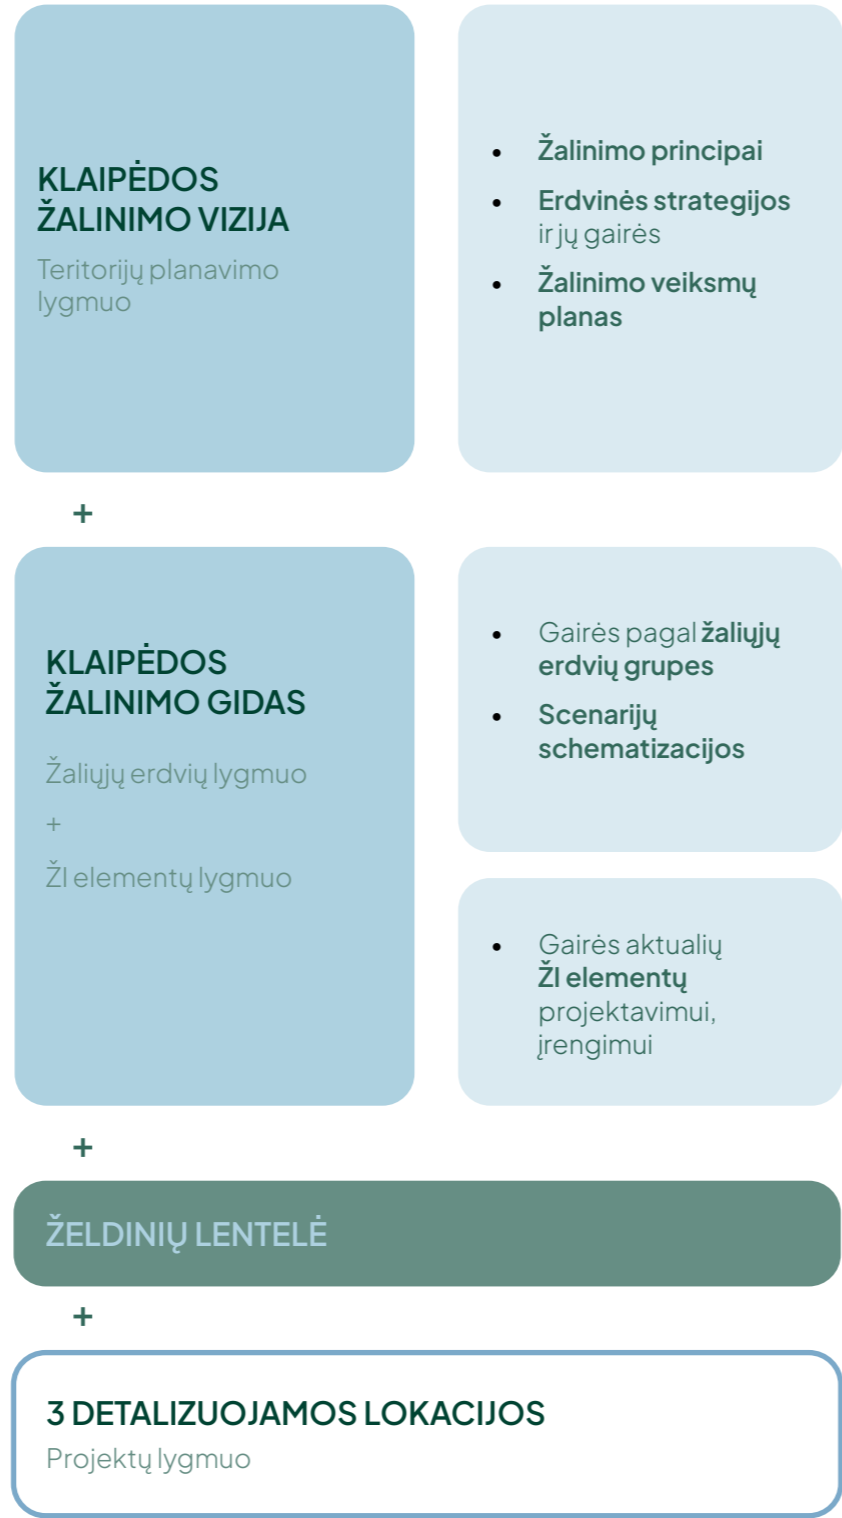 KLAIPĖDOS
ŽALINIMO VIZIJA
Teritorijų planavimo
lygmuo
• Žalinimo principai
• Erdvinės strategijos
ir jų gairės
• Žalinimo veiksmų
planas
+
KLAIPĖDOS
ŽALINIMO GIDAS
Žaliųjų erdvių lygmuo
+
ŽI elementų lygmuo
• Gairės pagal žaliųjų
erdvių grupes
• Scenarijų
schematizacijos
• Gairės aktualių
ŽI elementų
projektavimui,
įrengimui
+
ŽELDINIŲ LENTELĖ
+
3 DETALIZUOJAMOS LOKACIJOS
Projektų lygmuo